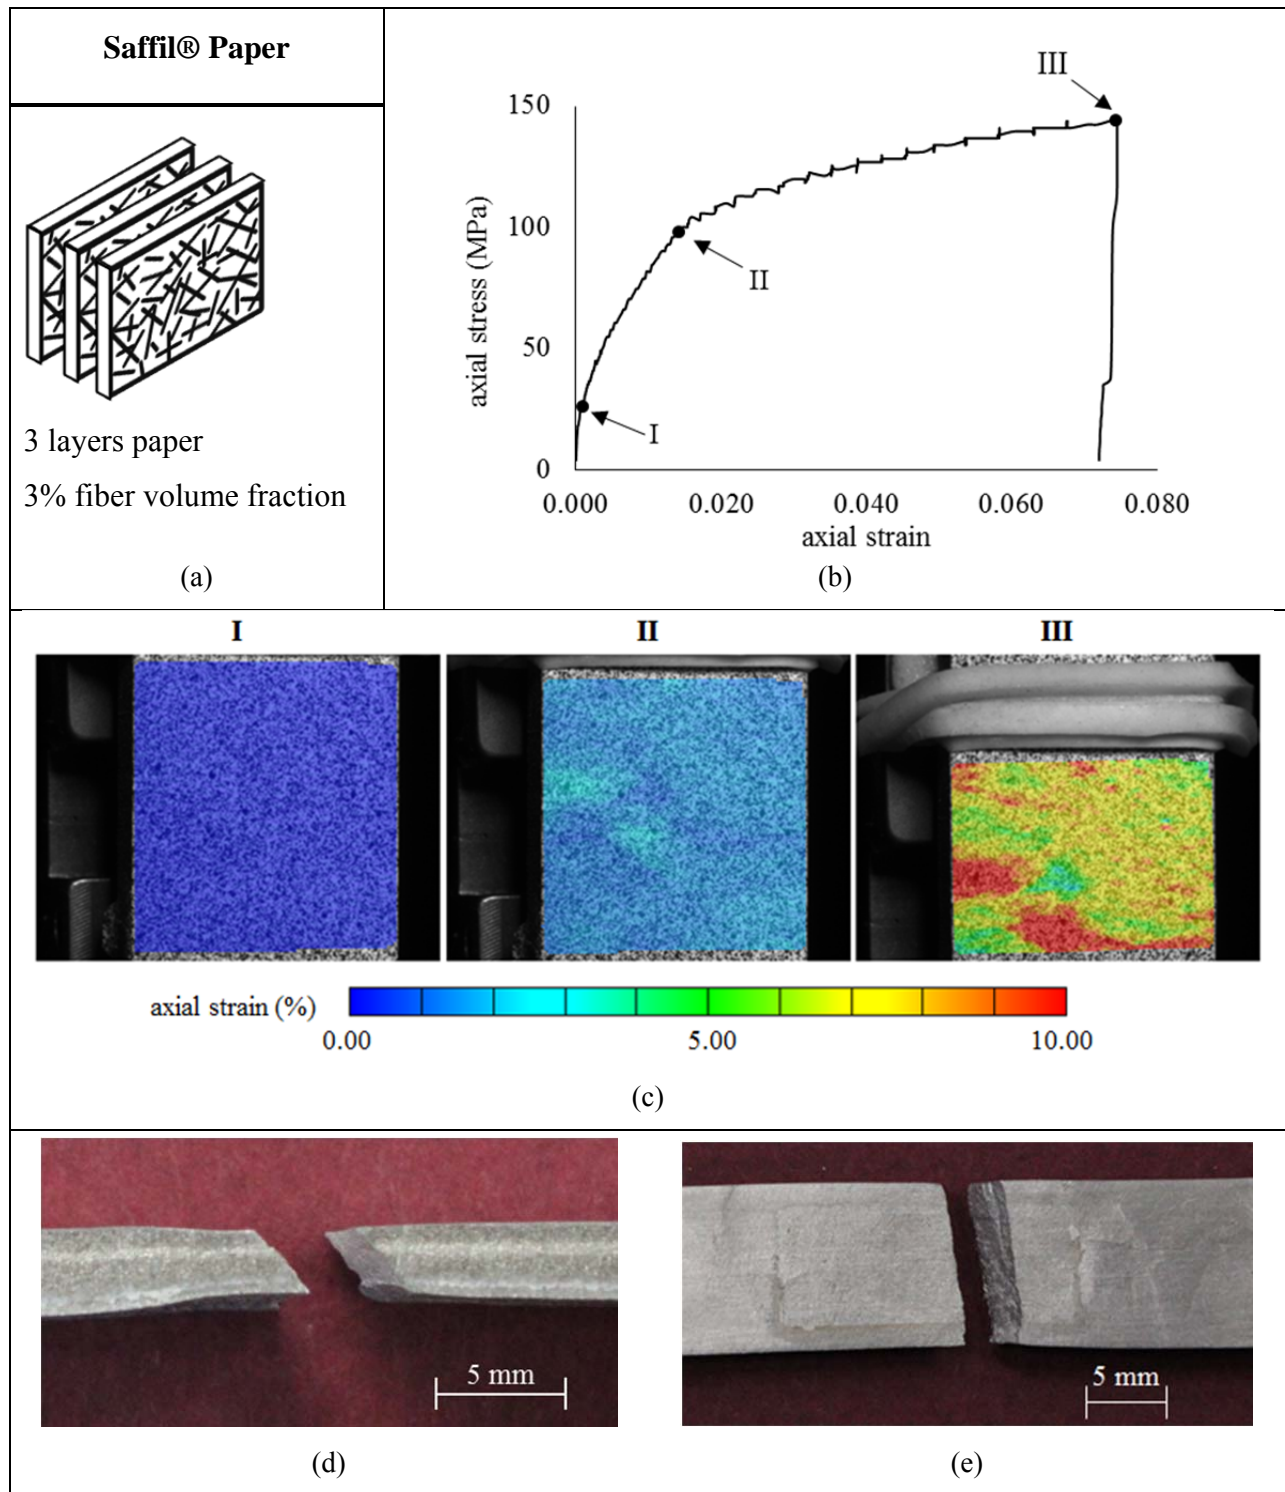 Saffil® Paper
3 layers paper
3% fiber volume fraction
(a)
150
100
50
0
axial stress (MPa)
I
II
III
0.000
0.020
0.040
0.060
0.080
axial strain
(b)
I
II
III
axial strain (%)
0.00
5.00
10.00
(c)
5 mm
(d)
5 mm
(e)